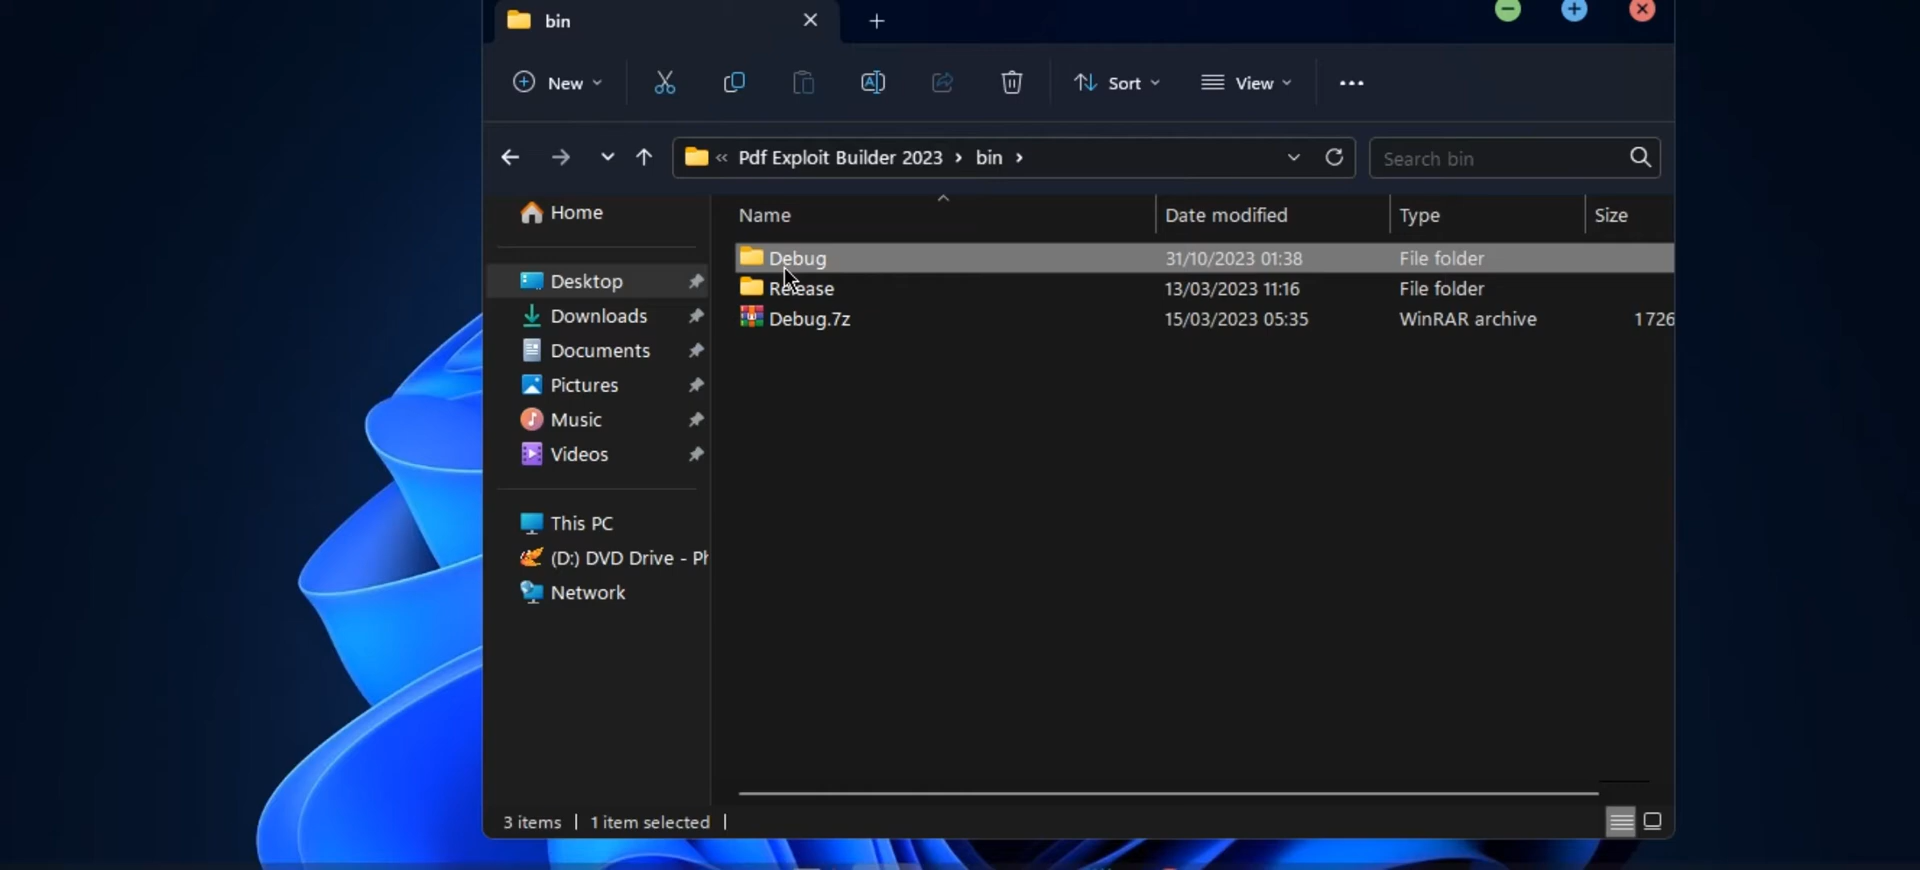 bin
New
Sort
View
Pdf Exploit Builder 2023
bin
Search bin
Home
Name
Date modified
Type
Size
Desktop
Debug
31/10/2023 01:38
File folder
Downloads
Release
13/03/2023 11:16
File folder
Documents
Debug.7z
15/03/2023 05:35
WinRAR archive
1726
Pictures
Music
Videos
This PC
(D:) DVD Drive - Ph
Network
3 items
1 item selected